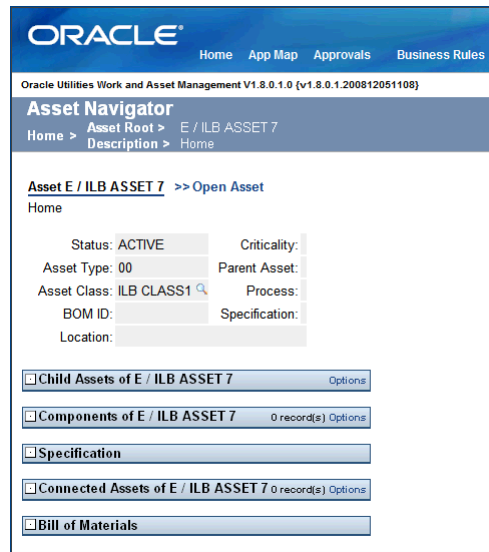 ORACLE®
Home App Map Approvals Business Rules
Oracle Utilities Work and Asset Management V1.8.0.1.0 {v1.8.0.1.200812051108}
Asset Navigator
Home > Asset Root > E / ILB ASSET 7
Description > Home
Asset E / ILB ASSET 7 >> Open Asset
Home
Status: ACTIVE Criticality:
Asset Type: 00 Parent Asset:
Asset Class: ILB CLASS1 Process:
BOM ID: Specification:
Location:
Child Assets of E / ILB ASSET 7 Options
Components of E / ILB ASSET 7 0 record(s) Options
Specification
Connected Assets of E / ILB ASSET 7 0 record(s) Options
Bill of Materials